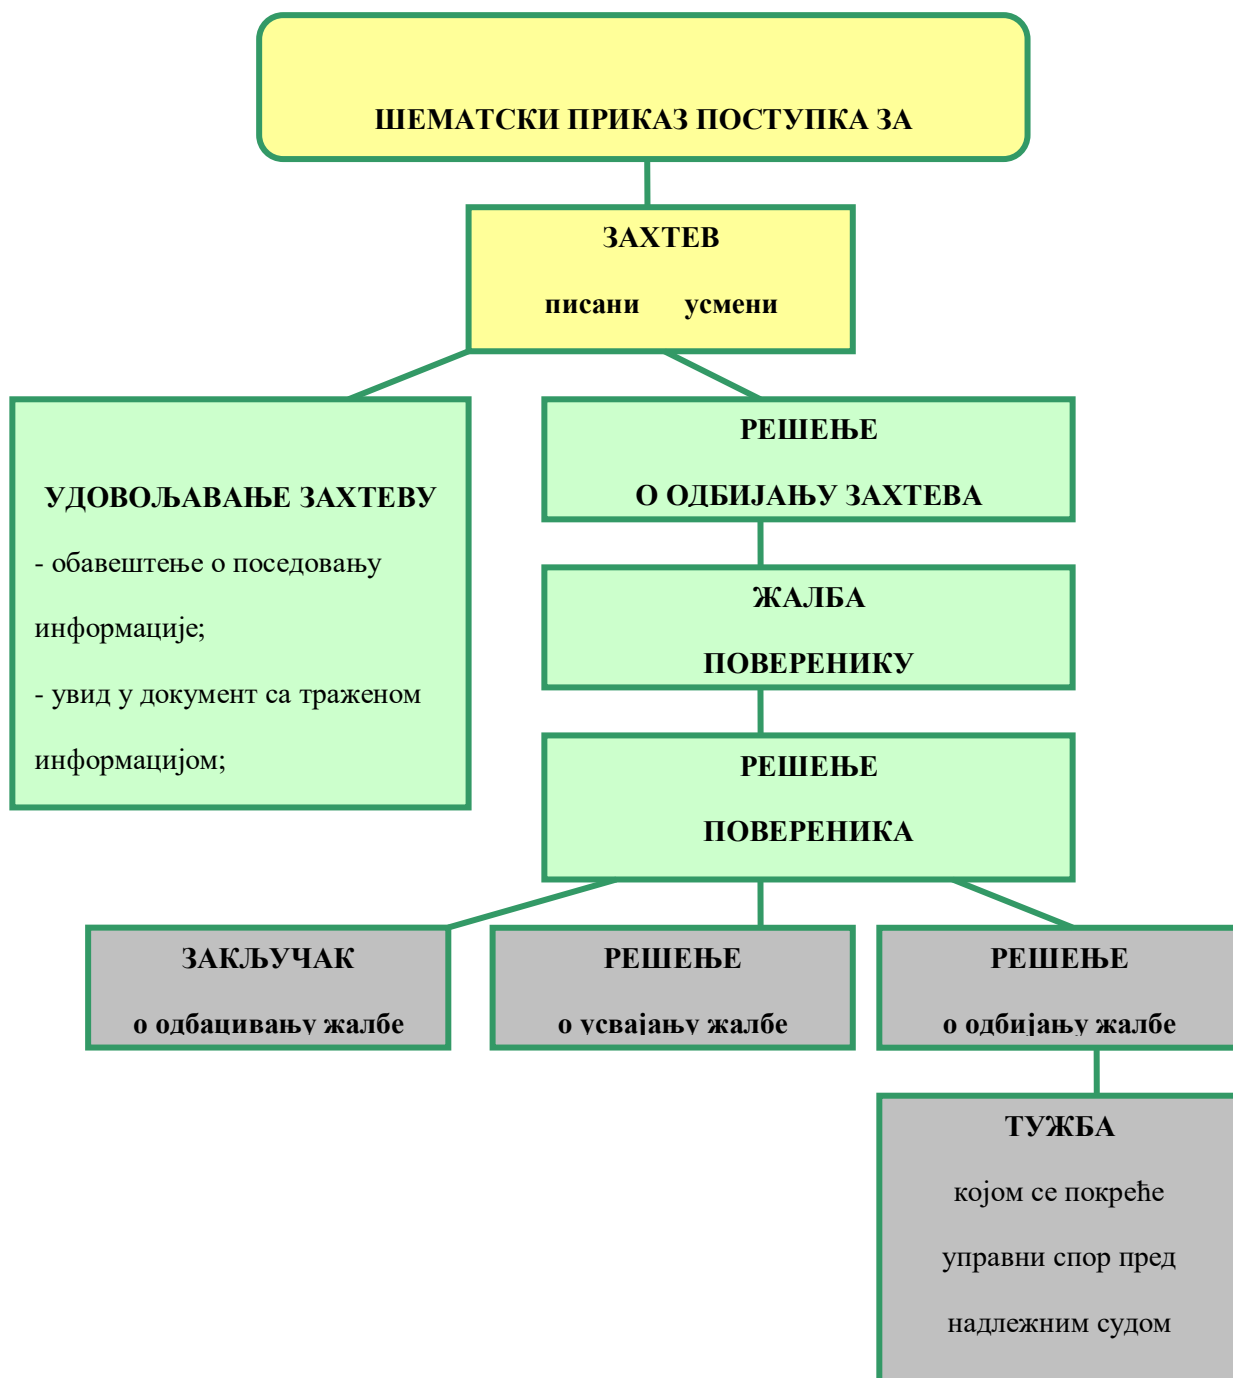 ШЕМАТСКИ ПРИКАЗ ПОСТУПКА ЗА
ЗАХТЕВ
писани усмени
УДОВОЉАВАЊЕ ЗАХТЕВУ
- обавештење о поседовању
информације;
- увид у документ са траженом
информацијом;
РЕШЕЊЕ
О ОДБИЈАЊУ ЗАХТЕВА
ЖАЛБА
ПОВЕРЕНИКУ
РЕШЕЊЕ
ПОВЕРЕНИКА
ЗАКЉУЧАК
о одбацивању жалбе
РЕШЕЊЕ
о усвајању жалбе
РЕШЕЊЕ
о одбијању жалбе
ТУЖБА
којом се покреће
управни спор пред
надлежним судом